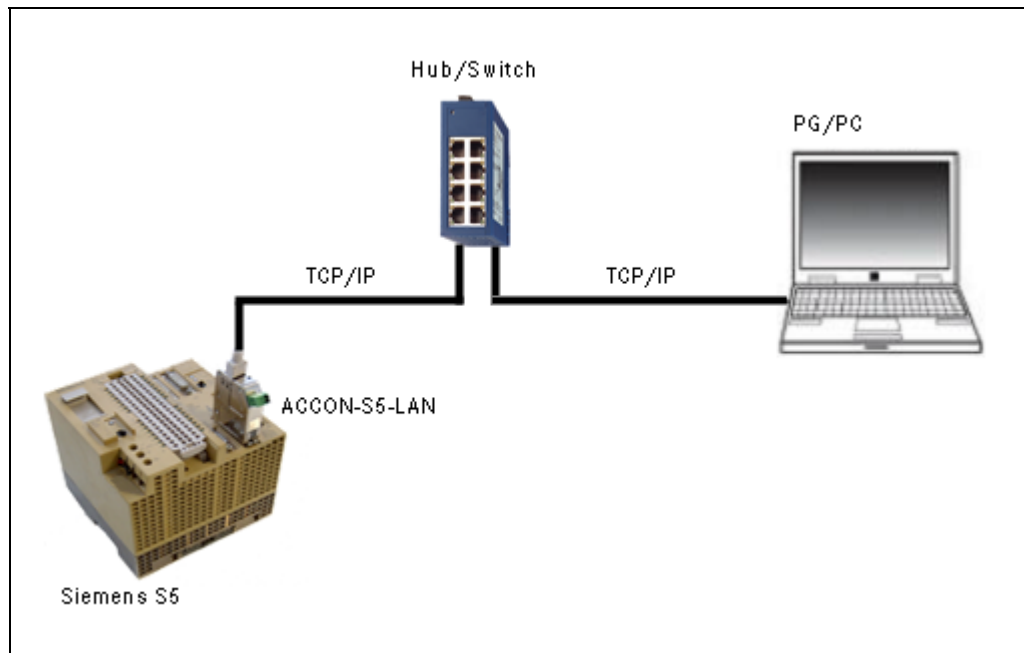 Hub/Switch
PG/PC
TCP/IP
TCP/IP
ACCON-S5-LAN
Siemens S5